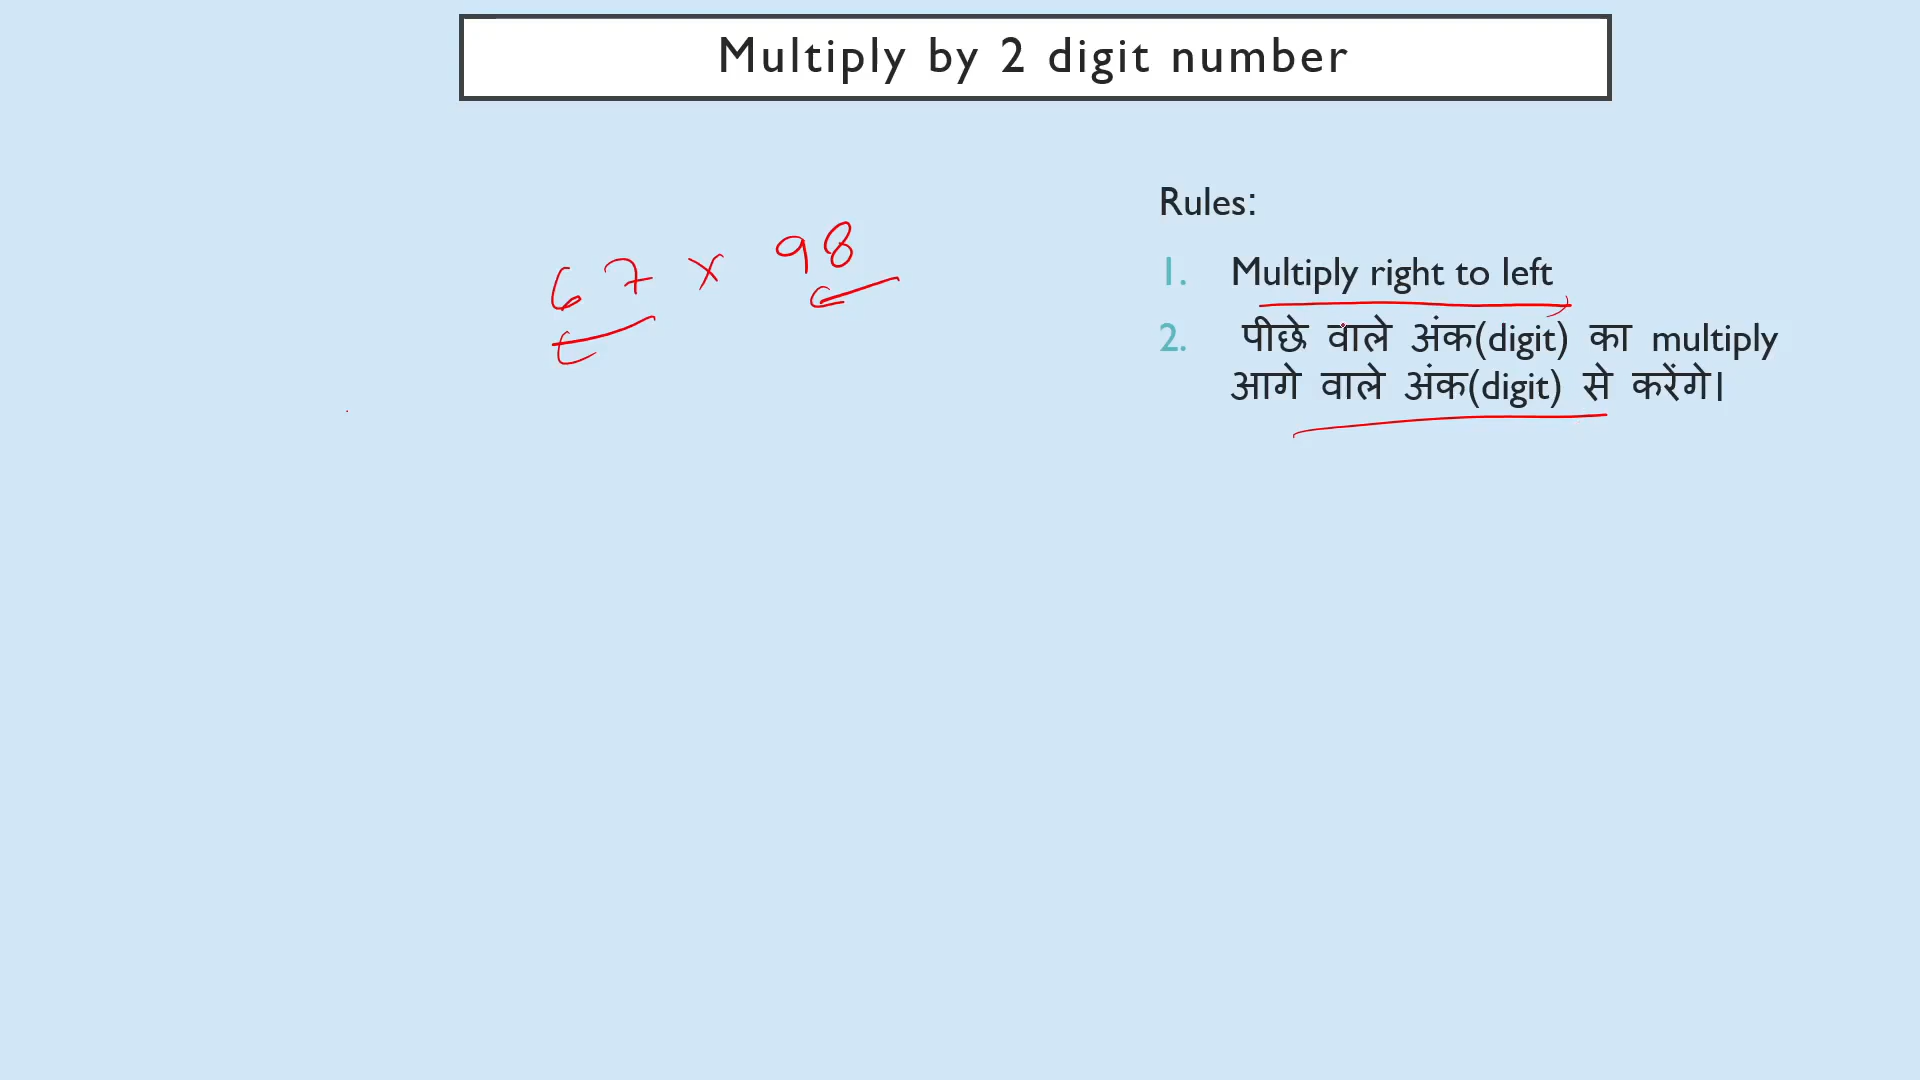 Multiply by 2 digit number
67 x 98
Rules:
1. Multiply right to left
2. पीछे वाले अंक(digit) का multiply
आगे वाले अंक(digit) से करेंगे।